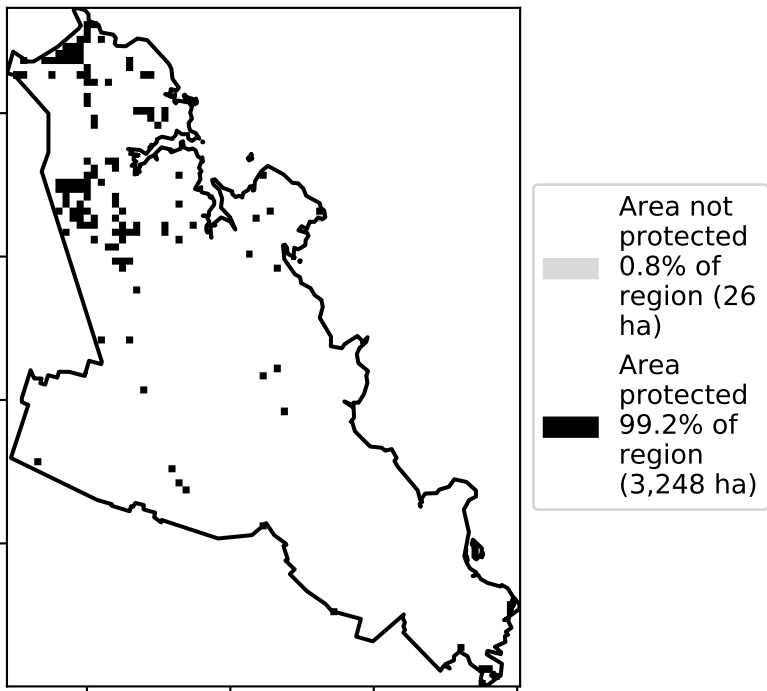 Area not
protected
0.8% of
region (26
ha)
Area
protected
99.2% of
region
(3,248 ha)